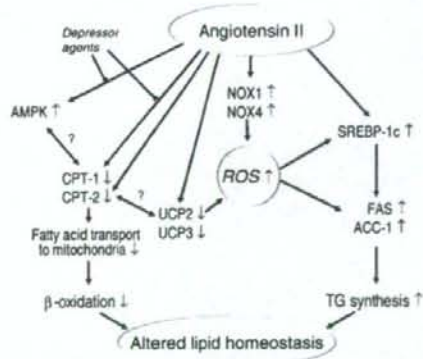 Depressor
agents
Angiotensin II
AMPK ↑
NOX1 ↑
NOX4 ↑
SREBP-1c ↑
?
ROS ↑
CPT-1 ↓
CPT-2 ↓
?
UCP2 ↓
UCP3 ↓
FAS ↑
ACC-1 ↑
Fatty acid transport
to mitochondria ↓
β-oxidation ↓
TG synthesis ↑
Altered lipid homeostasis